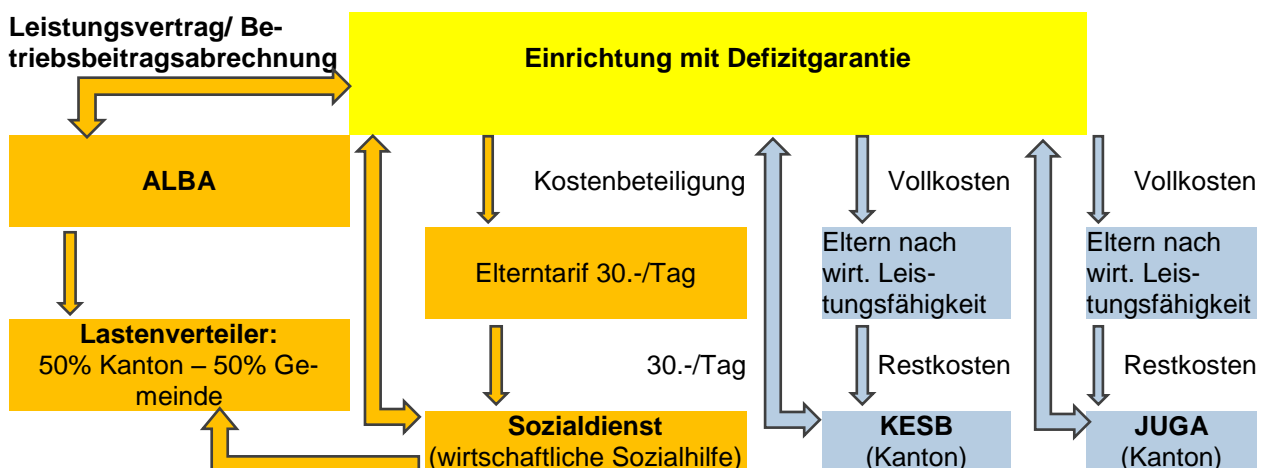 Leistungsvertrag/ Be-
triebsbeitragsabrechnung
Einrichtung mit Defizitgarantie
ALBA
Kostenbeteiligung
Vollkosten
Vollkosten
Elterntarif 30.-/Tag
Eltern nach
wirt. Leis-
tungsfähigkeit
Eltern nach
wirt. Leis-
tungsfähigkeit
Lastenverteiler:
50% Kanton – 50% Ge-
meinde
30.-/Tag
Restkosten
Restkosten
Sozialdienst
(wirtschaftliche Sozialhilfe)
KESB
(Kanton)
JUGA
(Kanton)